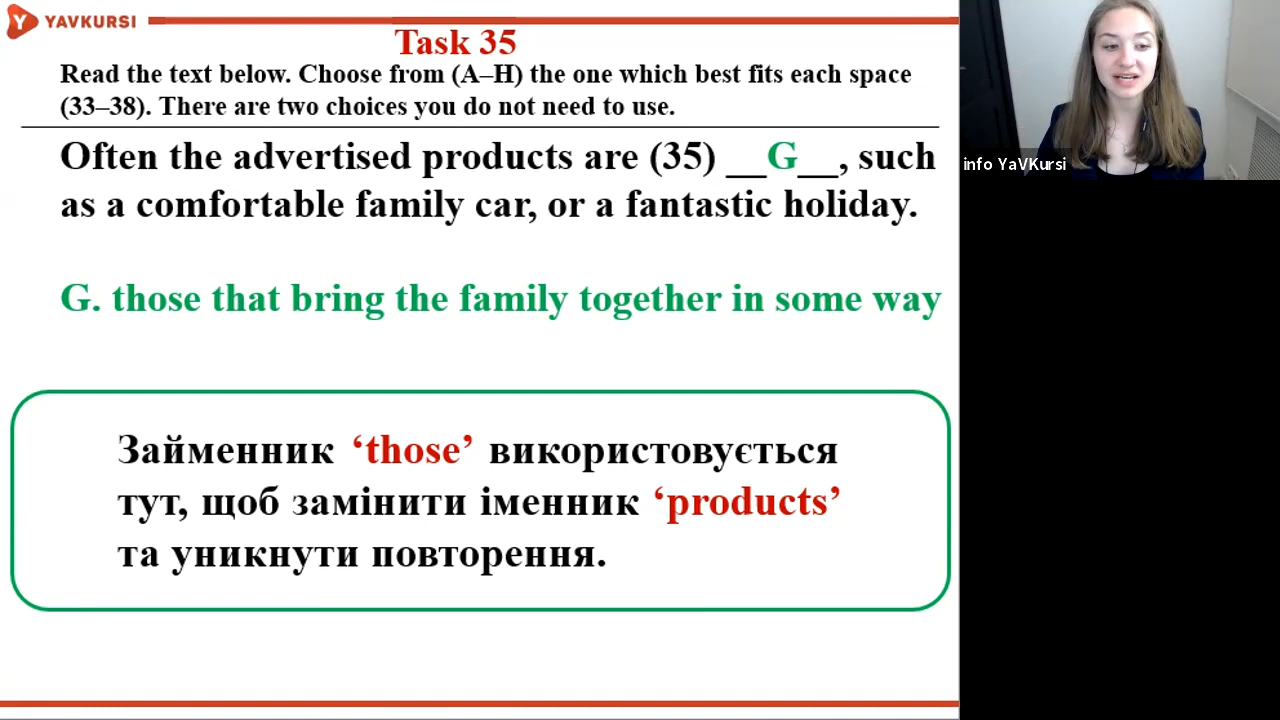 YAVKURSI
Task 35
Read the text below. Choose from (A–H) the one which best fits each space
(33–38). There are two choices you do not need to use.
Often the advertised products are (35) __G__, such
as a comfortable family car, or a fantastic holiday.
G. those that bring the family together in some way
Займенник ‘those’ використовується
тут, щоб замінити іменник ‘products’
та уникнути повторення.
info YaVKursi